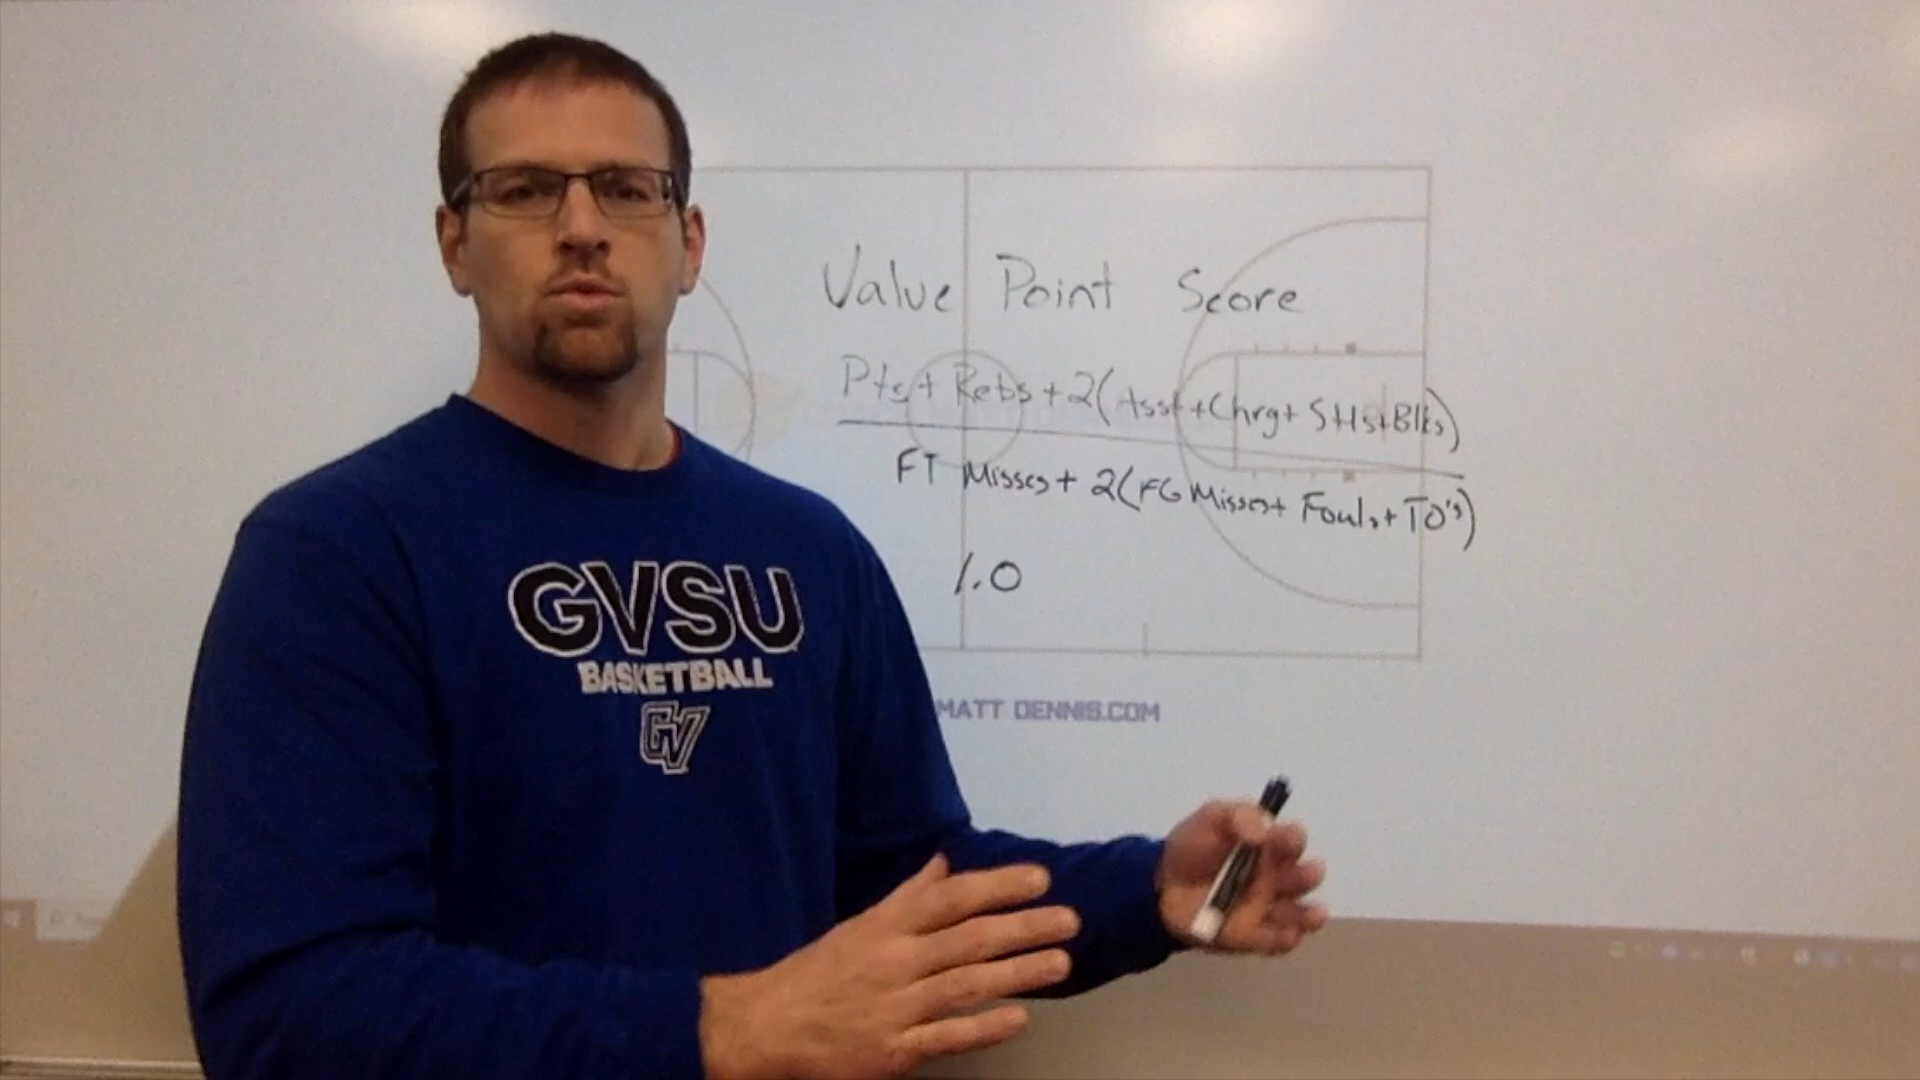 Value Point Score
Pts + Rebs + 2(Asst + Chrg + Stls + Blks)
FT Misses + 2(FG Misses + Fouls + TO's)
1.0
GVSU
BASKETBALL
GV
MATT DENNIS.COM